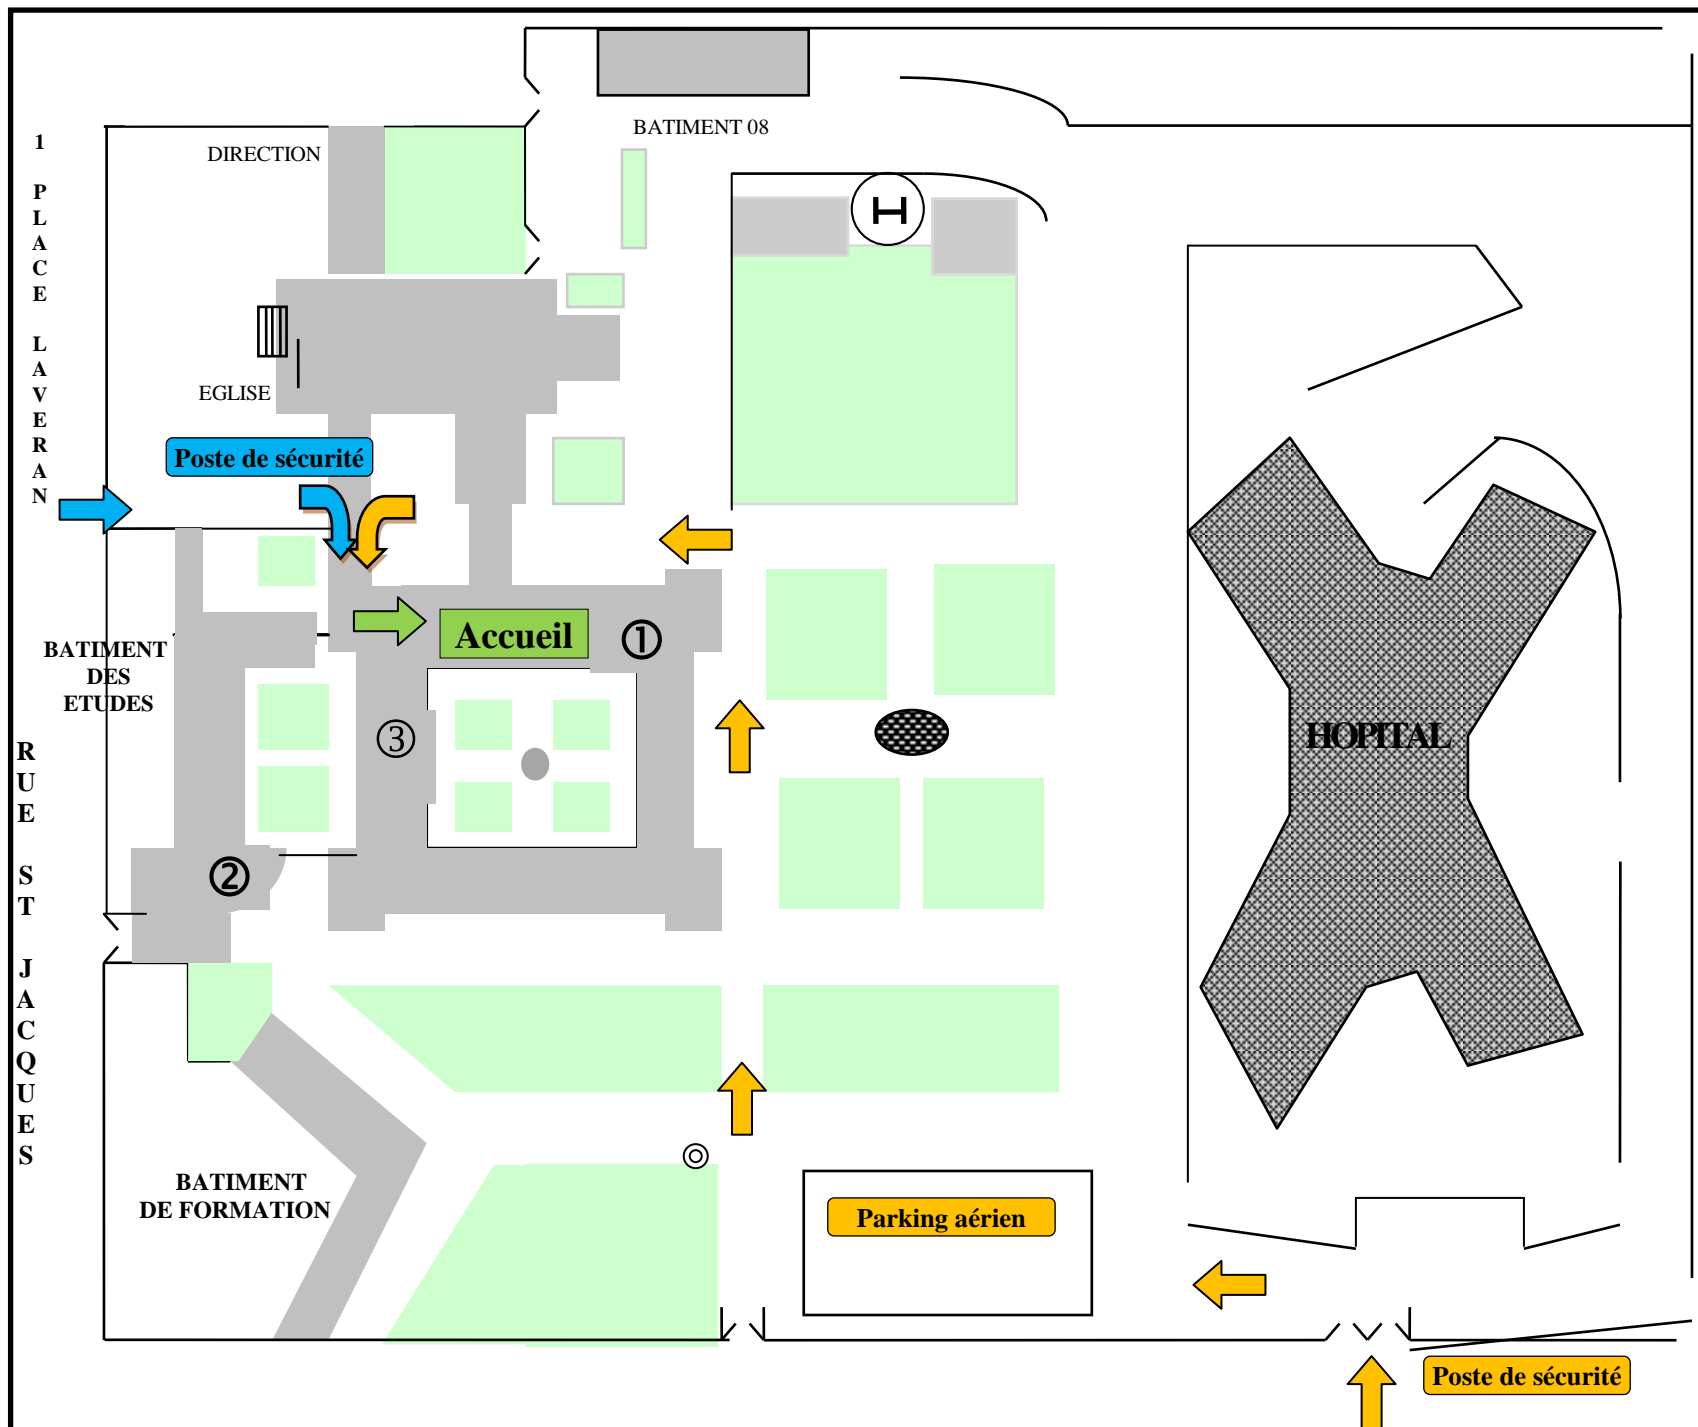 BATIMENT 08
DIRECTION
1 PLACE LAVERAN
EGLISE
Poste de sécurité
H
Accueil
①
BATIMENT
DES
ETUDES
③
HOPITAL
②
RUE ST JACQUES
BATIMENT
DE FORMATION
Parking aérien
Poste de sécurité